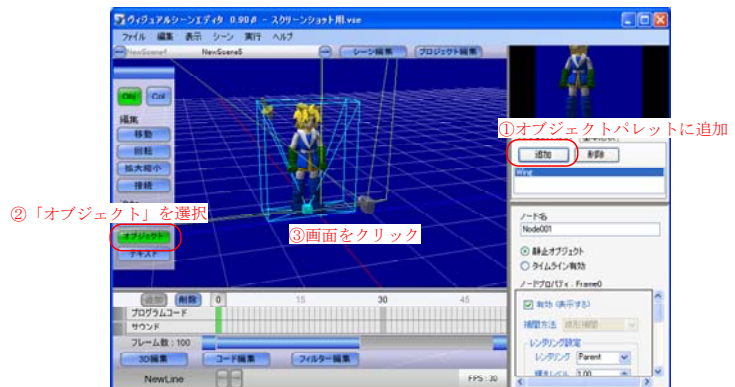 ヴィジュアルシーンエディタ 0.90β - スクリーンショット用.vse
ファイル 編集 表示 シーン 実行 ヘルプ
NewScene4 NewScene5 シーン編集 プロジェクト編集
Obj Col
編集
移動
回転
拡大縮小
接続
①オブジェクトパレットに追加
追加 削除
Wing
②「オブジェクト」を選択
オブジェクト
テキスト
③画面をクリック
ノード名
Node001
静止オブジェクト
タイムライン有効
ノードプロパティ . Frame0
有効 (表示する)
補間方法 線形補間
レンダリング設定
レンダリング Parent
輝きレベル 1.00
追加 削除 0 15 30 45
プログラムコード
サウンド
フレーム数 : 100
3D編集 コード編集 フィルター編集
NewLine FPS : 30